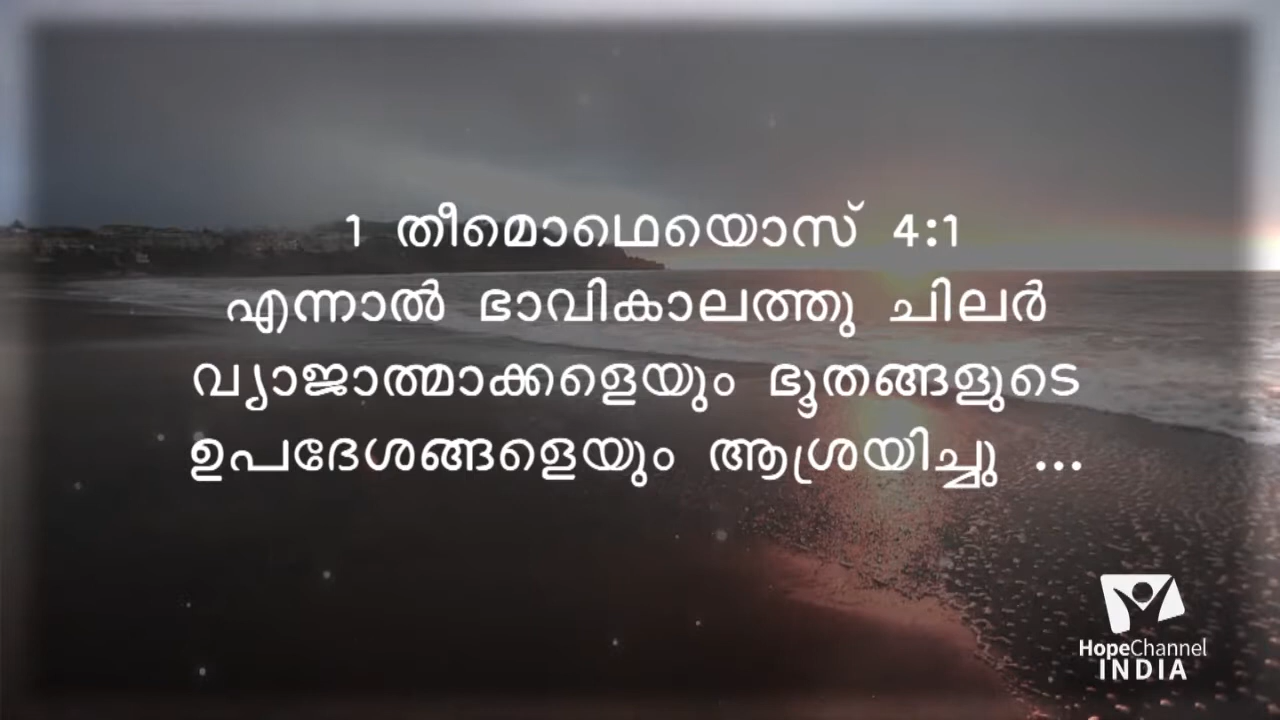 1 തീമൊഥെയൊസ് 4:1
എന്നാൽ ഭാവികാലത്തു ചിലർ
വ്യാജാത്മാക്കളെയും ഭൂതങ്ങളുടെ
ഉപദേശങ്ങളെയും ആശ്രയിച്ചു ...
HopeChannel
INDIA